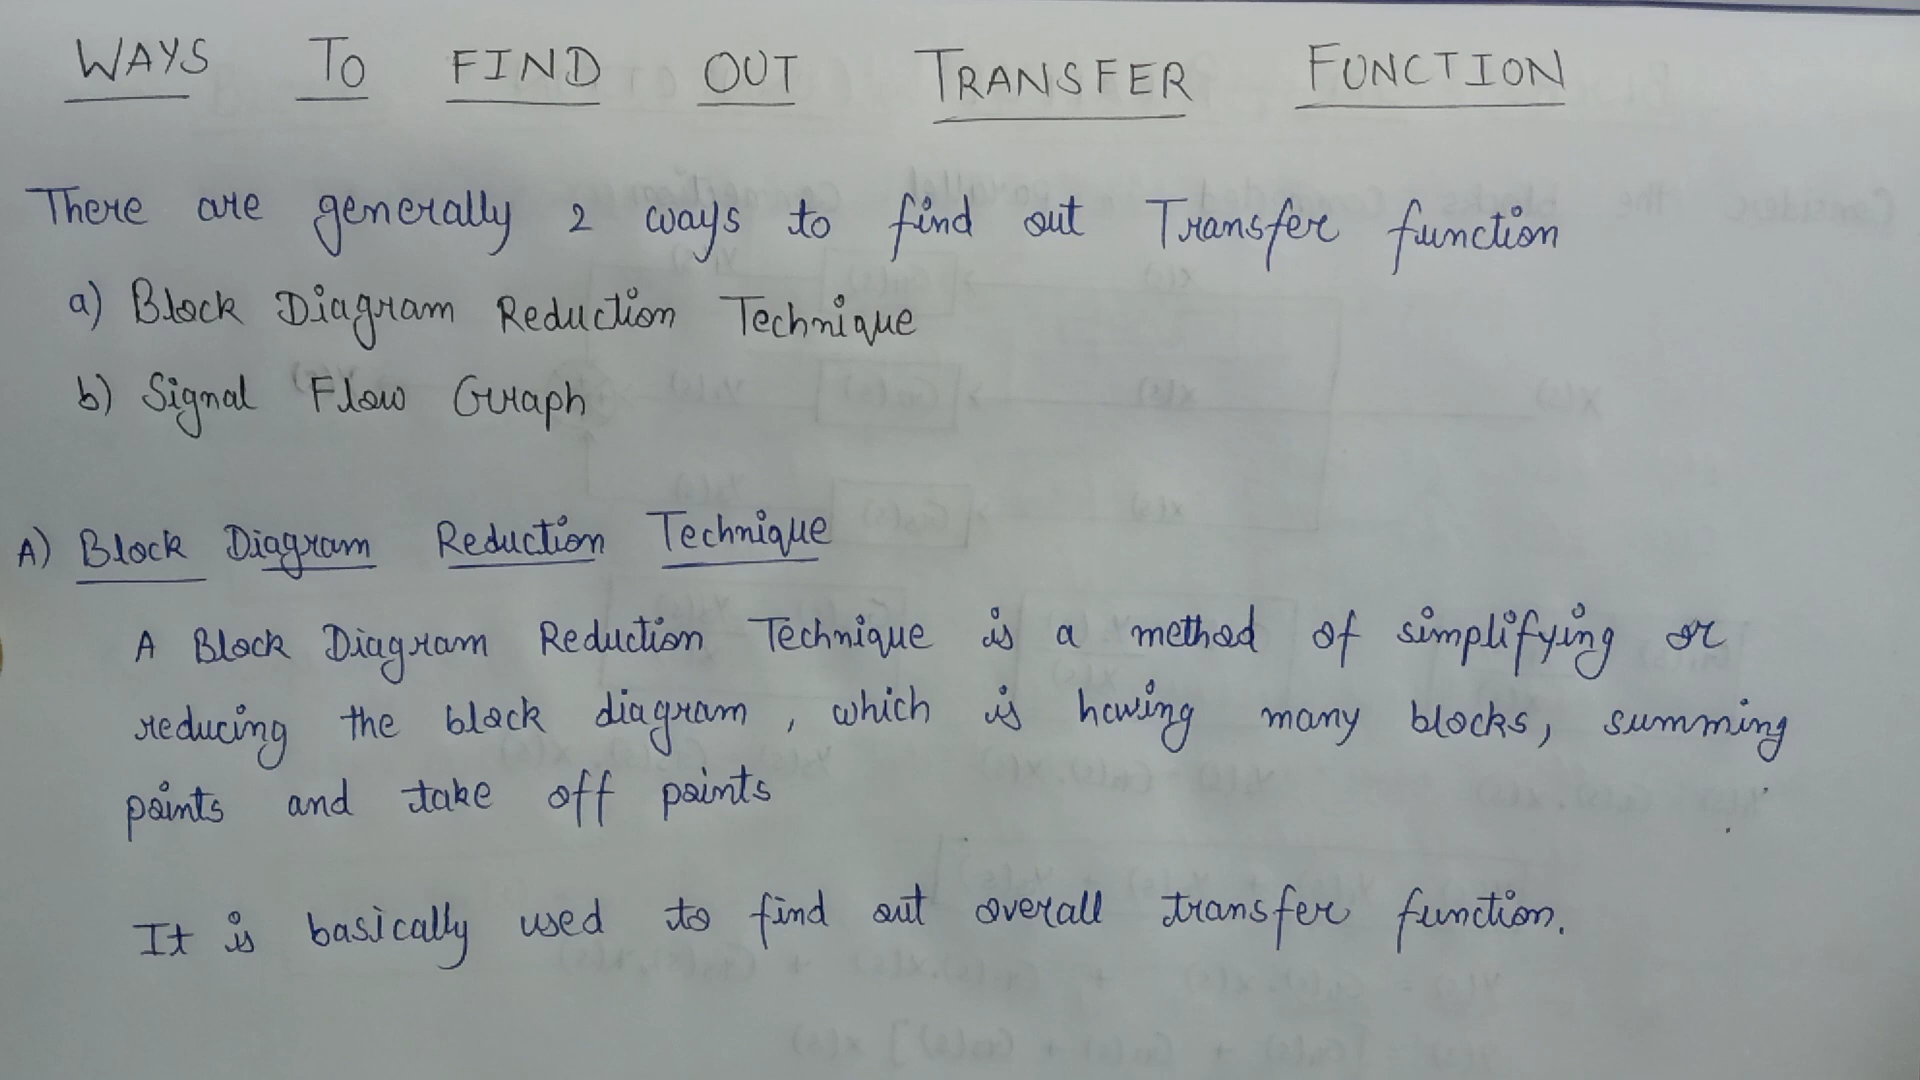 WAYS TO FIND OUT TRANSFER FUNCTION
There are generally 2 ways to find out Transfer function
a) Block Diagram Reduction Technique
b) Signal Flow Graph
A) Block Diagram Reduction Technique
A Block Diagram Reduction Technique is a method of simplifying or
reducing the block diagram, which is having many blocks, summing
points and take off points
It is basically used to find out overall transfer function.